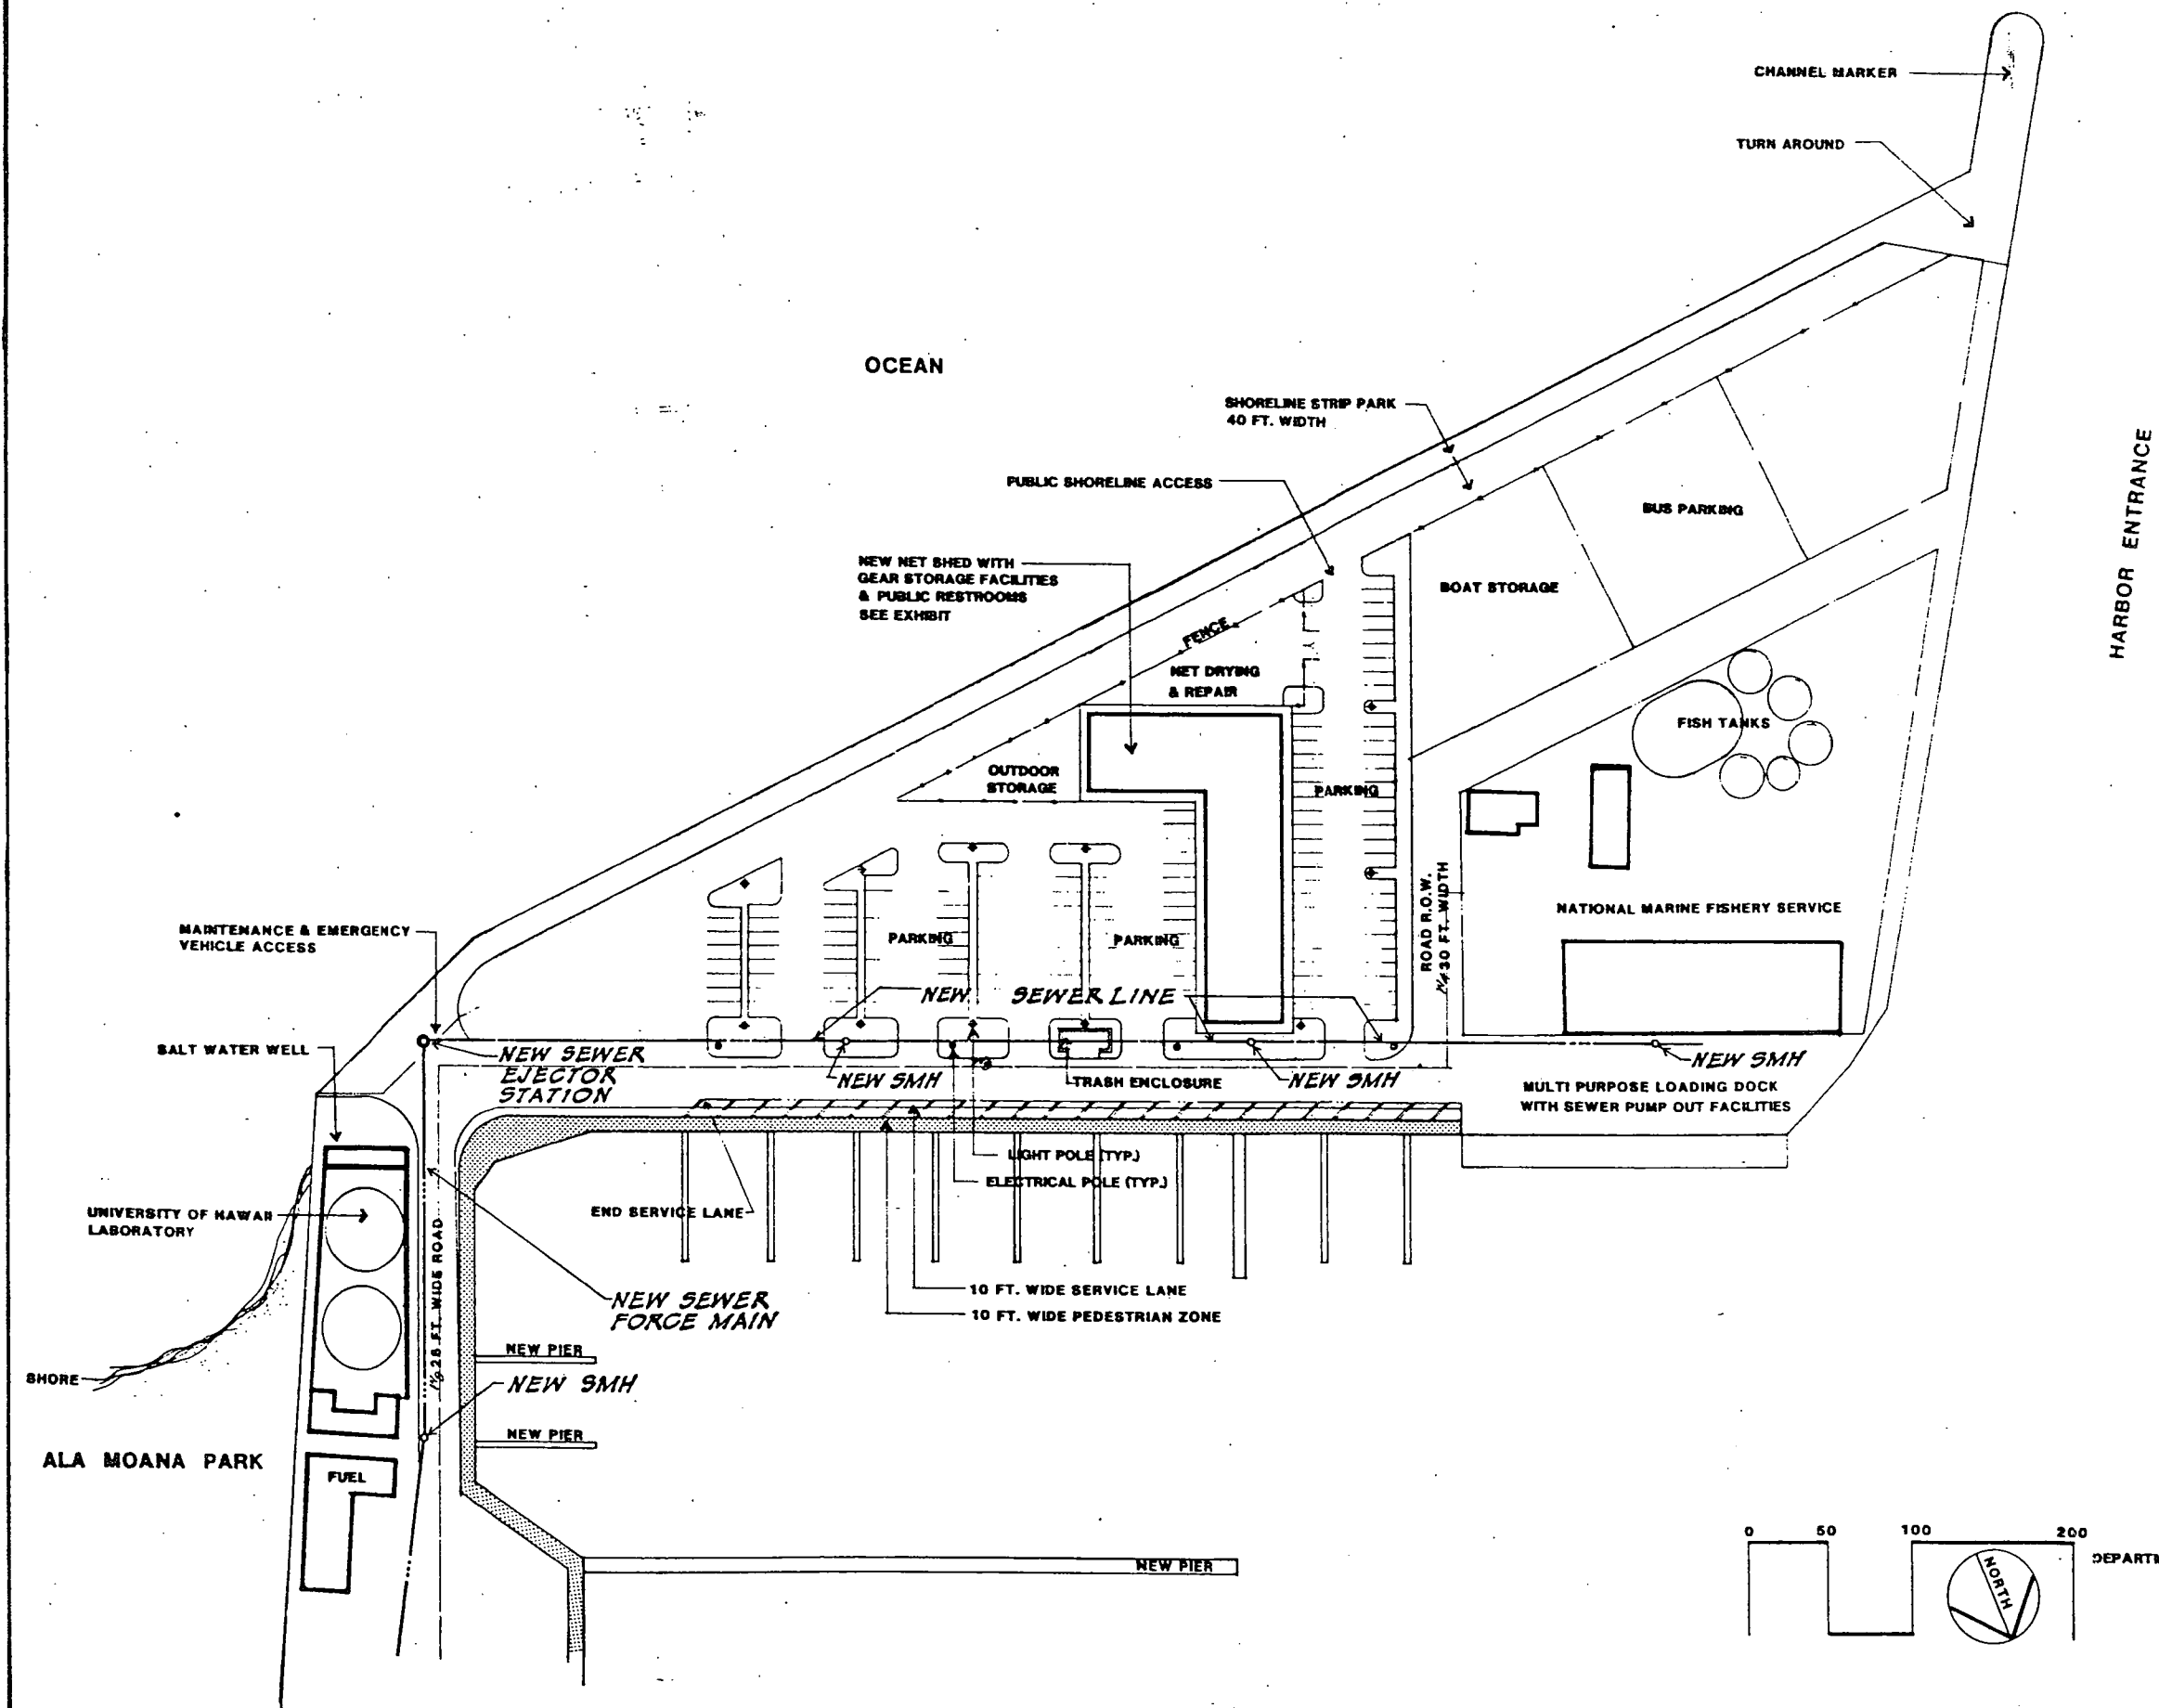 CHANNEL MARKER
TURN AROUND
OCEAN
SHORELINE STRIP PARK
40 FT. WIDTH
HARBOR ENTRANCE
PUBLIC SHORELINE ACCESS
BUS PARKING
NEW NET SHED WITH
GEAR STORAGE FACILITIES
& PUBLIC RESTROOMS
SEE EXHIBIT
BOAT STORAGE
FENCE
NET DRYING
& REPAIR
FISH TANKS
OUTDOOR
STORAGE
PARKING
ROAD R.O.W.
30 FT. WIDTH
NATIONAL MARINE FISHERY SERVICE
MAINTENANCE & EMERGENCY
VEHICLE ACCESS
PARKING
PARKING
NEW SEWER LINE
SALT WATER WELL
NEW SEWER
EJECTOR
STATION
NEW SMH
TRASH ENCLOSURE
NEW SMH
NEW SMH
MULTI PURPOSE LOADING DOCK
WITH SEWER PUMP OUT FACILITIES
LIGHT POLE (TYP.)
ELECTRICAL POLE (TYP.)
UNIVERSITY OF HAWAII
LABORATORY
END SERVICE LANE
28 FT. WIDE ROAD
10 FT. WIDE SERVICE LANE
10 FT. WIDE PEDESTRIAN ZONE
NEW SEWER
FORCE MAIN
NEW PIER
SHORE
NEW SMH
NEW PIER
ALA MOANA PARK
FUEL
NEW PIER
0 50 100 200
NORTH
DEPARTM